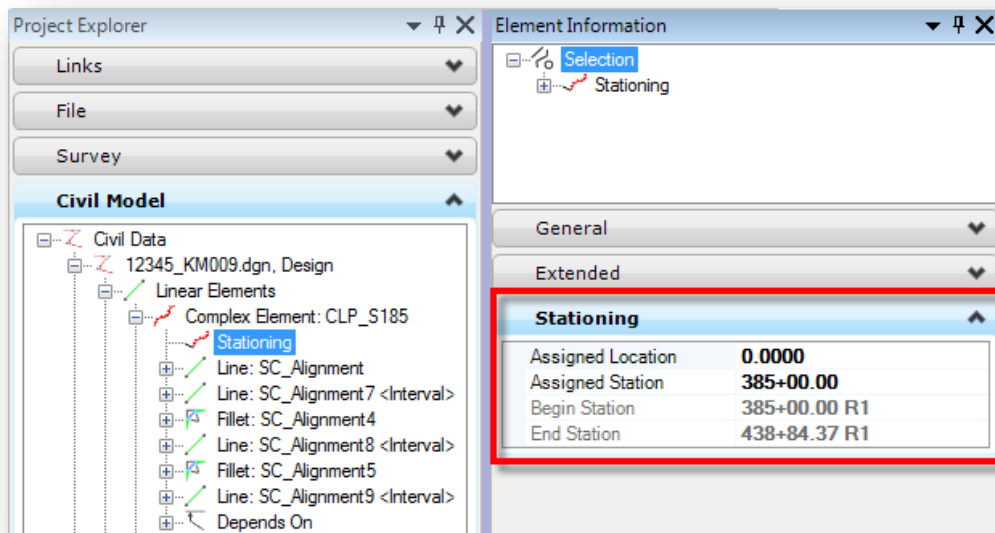 Project Explorer
Links
File
Survey
Civil Model
Civil Data
12345_KM009.dgn, Design
Linear Elements
Complex Element: CLP_S185
Stationing
Line: SC_Alignment
Line: SC_Alignment7 <Interval>
Fillet: SC_Alignment4
Line: SC_Alignment8 <Interval>
Fillet: SC_Alignment5
Line: SC_Alignment9 <Interval>
Depends On
Element Information
Selection
Stationing
General
Extended
Stationing
Assigned Location 0.0000
Assigned Station 385+00.00
Begin Station 385+00.00 R1
End Station 438+84.37 R1